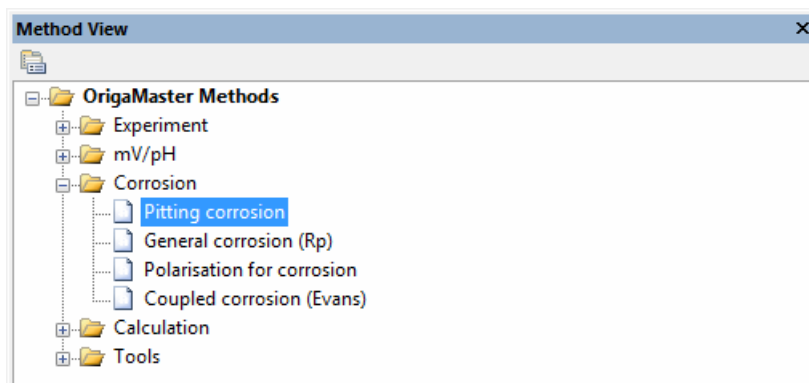 Method View
OrigaMaster Methods
Experiment
mV/pH
Corrosion
Pitting corrosion
General corrosion (Rp)
Polarisation for corrosion
Coupled corrosion (Evans)
Calculation
Tools